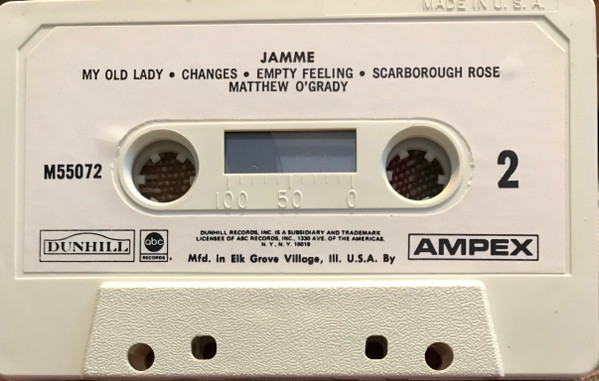 MADE IN U.S.A.
JAMME
MY OLD LADY • CHANGES • EMPTY FEELING • SCARBOROUGH ROSE
MATTHEW O'GRADY
M55072
2
100 50 0
DUNHILL
abc
RECORDS
DUNHILL RECORDS, INC. IS A SUBSIDIARY AND TRADEMARK
LICENSEE OF ABC RECORDS, INC., 1330 AVE. OF THE AMERICAS,
N.Y., N.Y. 10019
Mfd. in Elk Grove Village, Ill. U.S.A. By
AMPEX